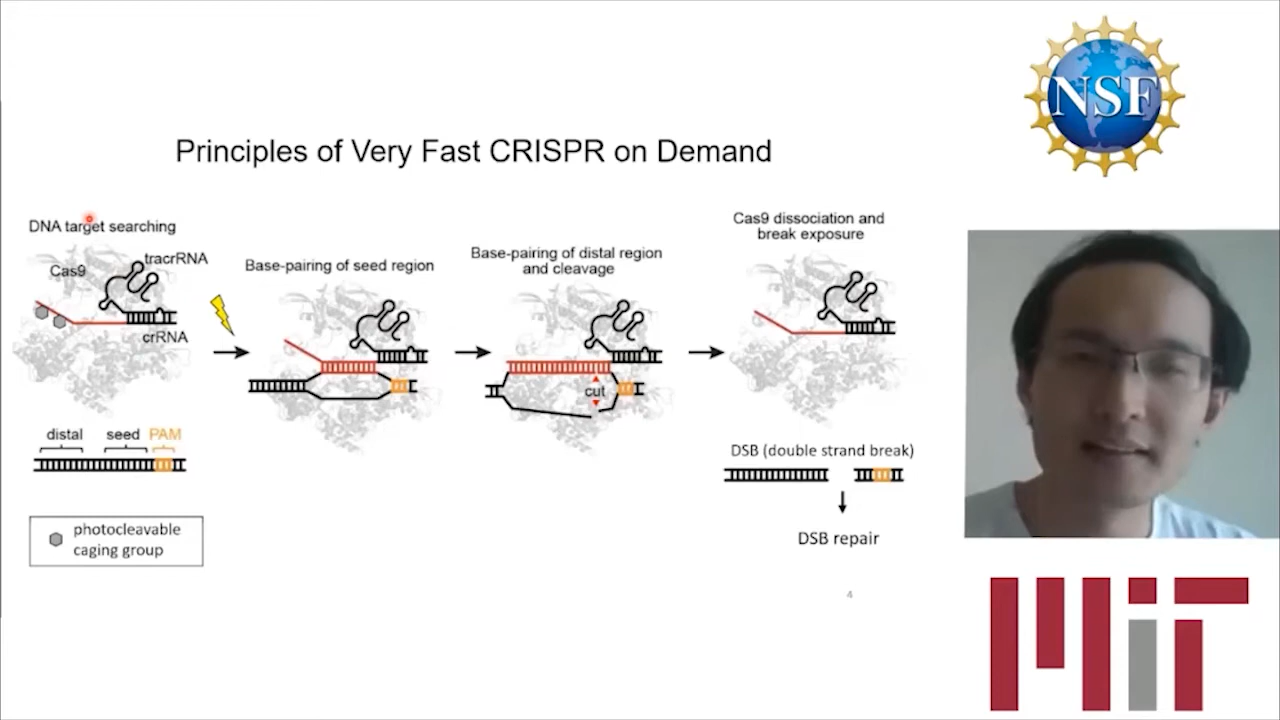 NSF
Principles of Very Fast CRISPR on Demand
DNA target searching
Cas9
tracrRNA
crRNA
distal
seed
PAM
photocleavable
caging group
Base-pairing of seed region
Base-pairing of distal region
and cleavage
cut
Cas9 dissociation and
break exposure
DSB (double strand break)
DSB repair
4
MIT